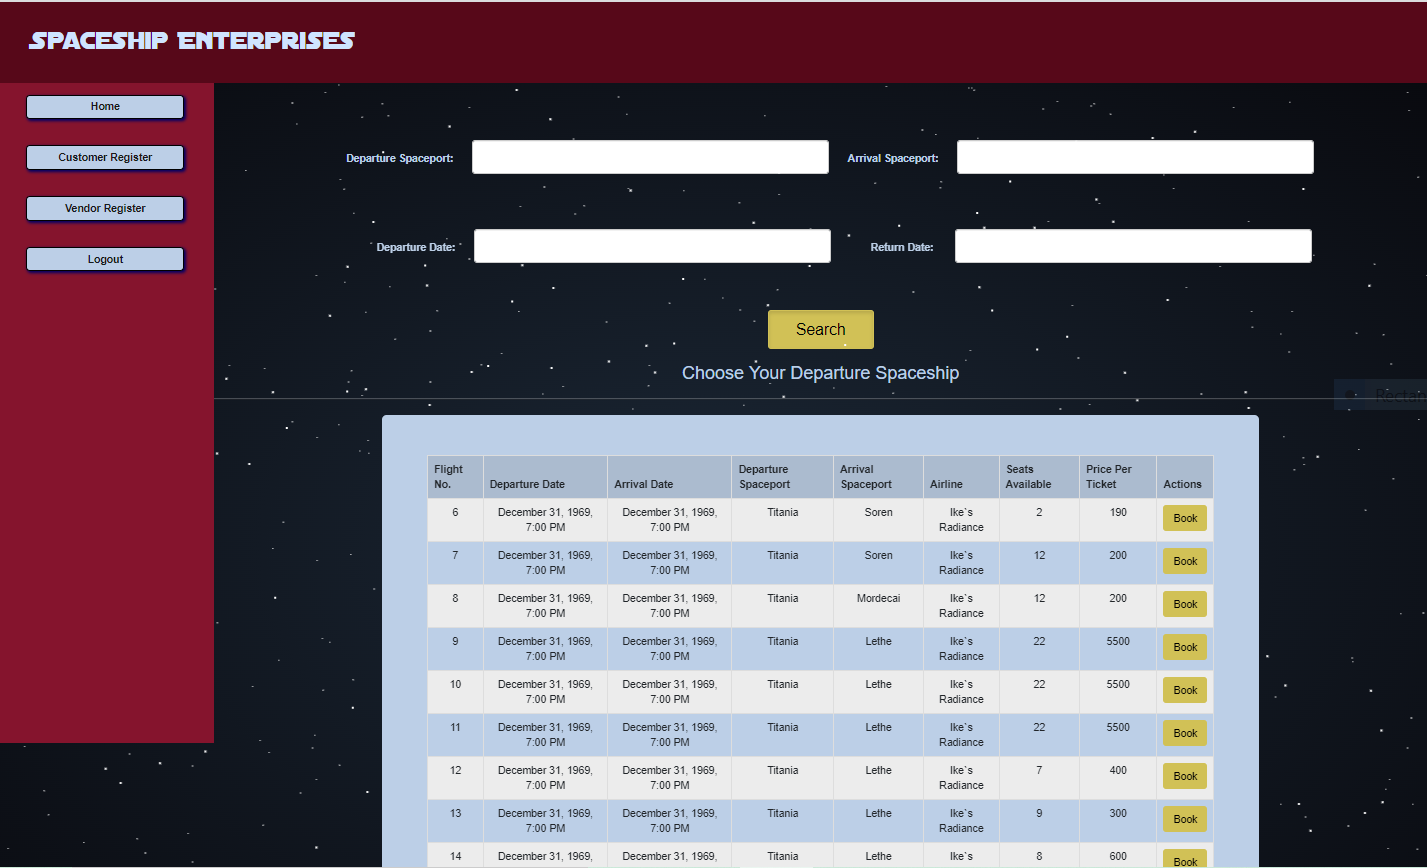 Spaceship Enterprises
Home
Customer Register
Vendor Register
Logout
Departure Spaceport:
Arrival Spaceport:
Departure Date:
Return Date:
Search
Choose Your Departure Spaceship
Flight No. Departure Date Arrival Date Departure Spaceport Arrival Spaceport Airline Seats Available Price Per Ticket Actions
6 December 31, 1969, 7:00 PM December 31, 1969, 7:00 PM Titania Soren Ike`s Radiance 2 190 Book
7 December 31, 1969, 7:00 PM December 31, 1969, 7:00 PM Titania Soren Ike`s Radiance 12 200 Book
8 December 31, 1969, 7:00 PM December 31, 1969, 7:00 PM Titania Mordecai Ike`s Radiance 12 200 Book
9 December 31, 1969, 7:00 PM December 31, 1969, 7:00 PM Titania Lethe Ike`s Radiance 22 5500 Book
10 December 31, 1969, 7:00 PM December 31, 1969, 7:00 PM Titania Lethe Ike`s Radiance 22 5500 Book
11 December 31, 1969, 7:00 PM December 31, 1969, 7:00 PM Titania Lethe Ike`s Radiance 22 5500 Book
12 December 31, 1969, 7:00 PM December 31, 1969, 7:00 PM Titania Lethe Ike`s Radiance 7 400 Book
13 December 31, 1969, 7:00 PM December 31, 1969, 7:00 PM Titania Lethe Ike`s Radiance 9 300 Book
14 December 31, 1969, December 31, 1969, Titania Lethe Ike`s 8 600 Book